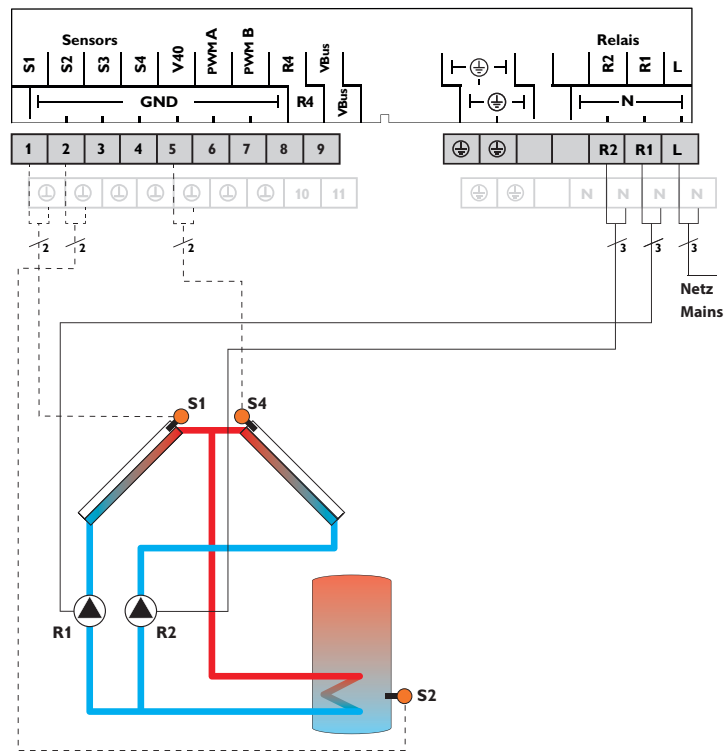 Sensors
Relais
S1 S2 S3 S4 V40 PWM A PWM B R4 VBus
R2 R1 L
GND R4 VBus
N
1 2 3 4 5 6 7 8 9
R2 R1 L
10 11
N N N N
2 2 2
3 3 3
Netz
Mains
S1 S4
R1 R2
S2